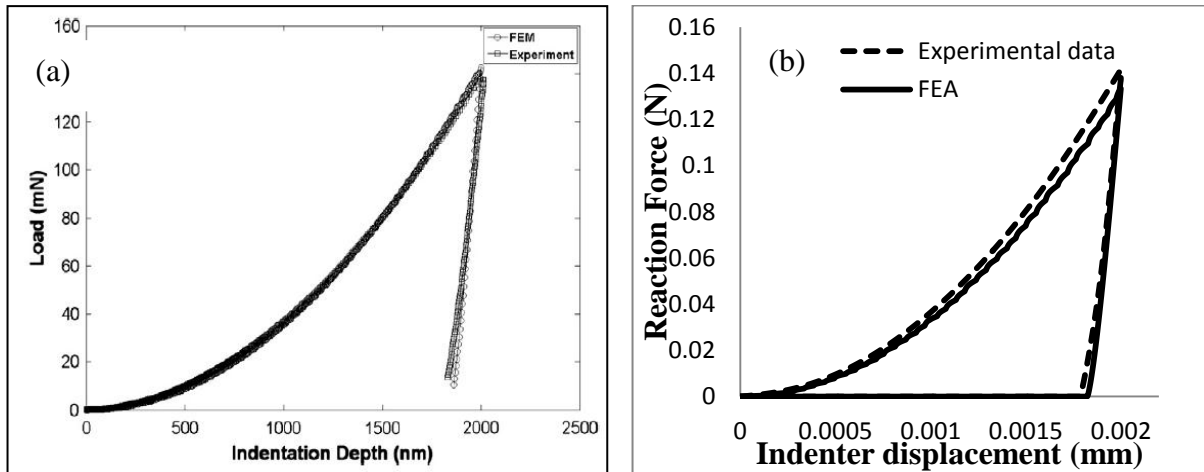 (a)
160
140
120
100
80
60
40
20
0
Load (mN)
FEM
Experiment
0 500 1000 1500 2000 2500
Indentation Depth (nm)
(b)
0.16
0.14
0.12
0.1
0.08
0.06
0.04
0.02
0
Reaction Force (N)
Experimental data
FEA
0 0.0005 0.001 0.0015 0.002
Indenter displacement (mm)